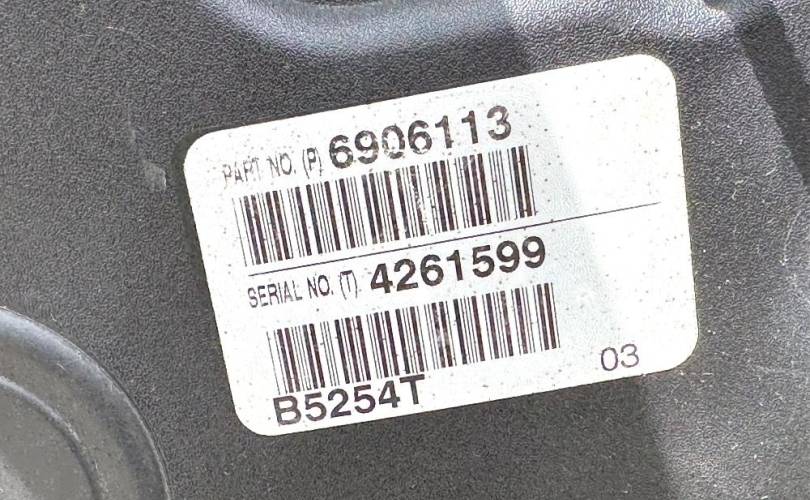 PART NO. (P) 6906113
SERIAL NO. (T) 4261599
B5254T
03